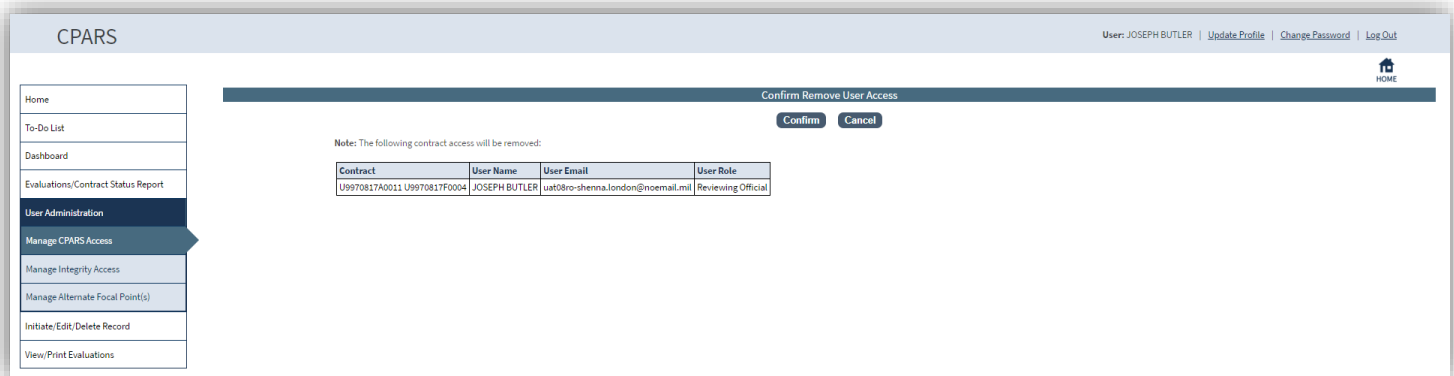 CPARS
User: JOSEPH BUTLER | Update Profile | Change Password | Log Out
HOME
Home
To-Do List
Dashboard
Evaluations/Contract Status Report
User Administration
Manage CPARS Access
Manage Integrity Access
Manage Alternate Focal Point(s)
Initiate/Edit/Delete Record
View/Print Evaluations
Confirm Remove User Access
Confirm Cancel
Note: The following contract access will be removed:
Contract User Name User Email User Role
U9970817A0011 U9970817F0004 JOSEPH BUTLER uat08ro-shenna.london@noemail.mil Reviewing Official